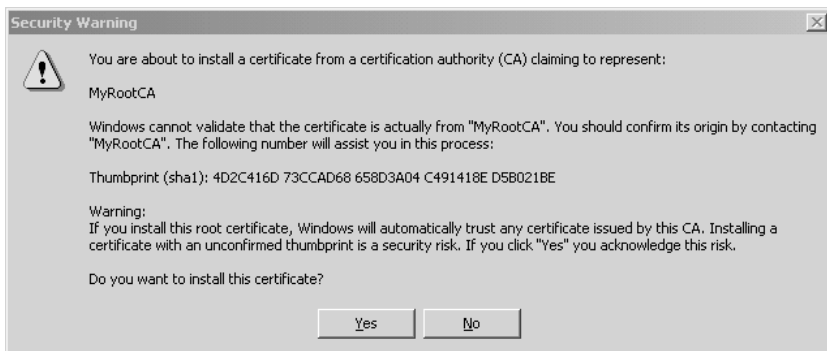 Security Warning
You are about to install a certificate from a certification authority (CA) claiming to represent:
MyRootCA
Windows cannot validate that the certificate is actually from "MyRootCA". You should confirm its origin by contacting
"MyRootCA". The following number will assist you in this process:
Thumbprint (sha1): 4D2C416D 73CCAD68 658D3A04 C491418E D5B021BE
Warning:
If you install this root certificate, Windows will automatically trust any certificate issued by this CA. Installing a
certificate with an unconfirmed thumbprint is a security risk. If you click "Yes" you acknowledge this risk.
Do you want to install this certificate?
Yes No